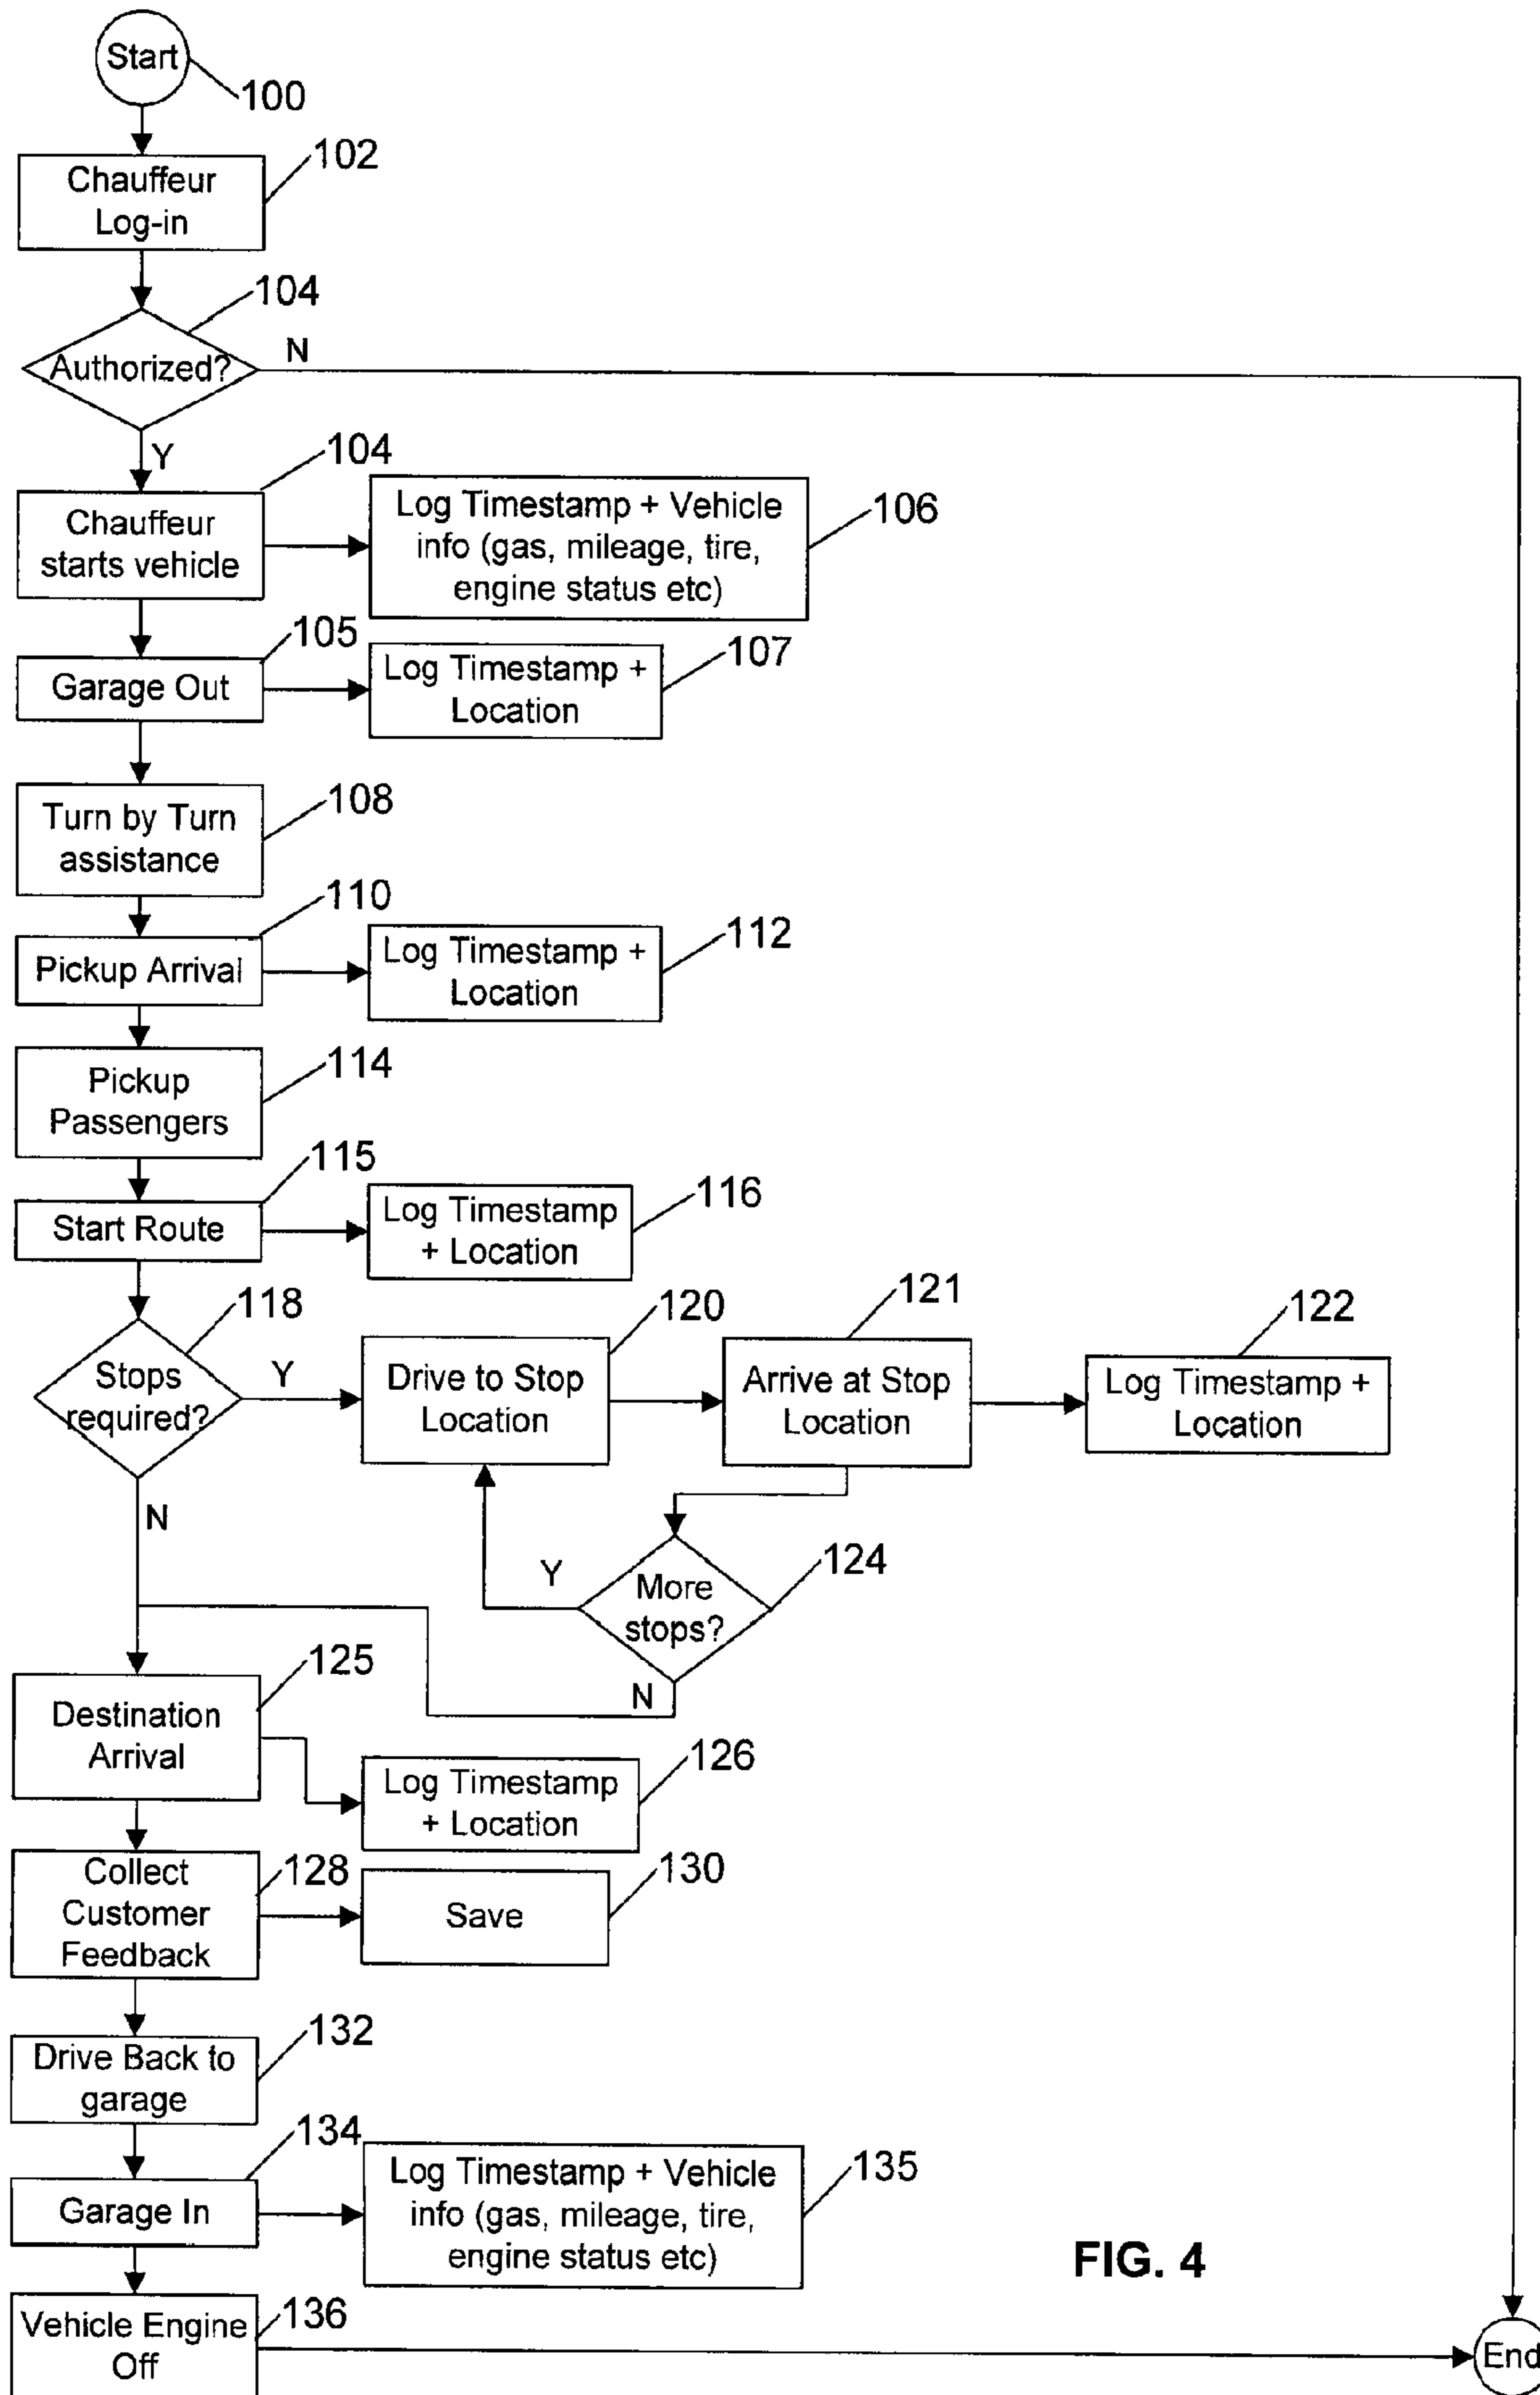 Start
100
102
Chauffeur
Log-in
104
Authorized?
N
Y
104
Chauffeur
starts vehicle
Log Timestamp + Vehicle
info (gas, mileage, tire,
engine status etc)
106
105
Garage Out
Log Timestamp +
Location
107
Turn by Turn
assistance
108
110
Pickup Arrival
Log Timestamp +
Location
112
Pickup
Passengers
114
115
Start Route
Log Timestamp
+ Location
116
118
Stops
required?
Y
N
120
Drive to Stop
Location
121
Arrive at Stop
Location
122
Log Timestamp +
Location
124
More
stops?
Y
N
125
Destination
Arrival
126
Log Timestamp
+ Location
Collect
Customer
Feedback
128
130
Save
132
Drive Back to
garage
134
Garage In
Log Timestamp + Vehicle
info (gas, mileage, tire,
engine status etc)
135
Vehicle Engine
Off
136
End
FIG. 4